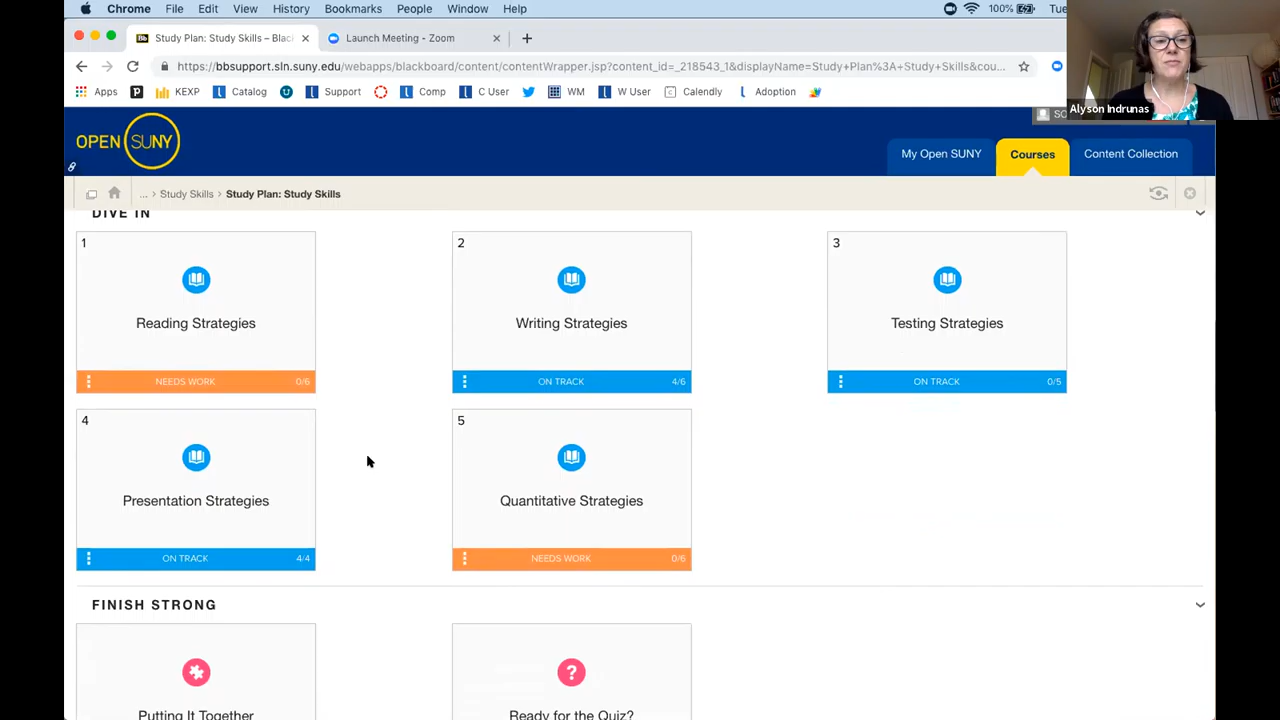 Chrome File Edit View History Bookmarks People Window Help 100% Tue
Study Plan: Study Skills – Blac Launch Meeting - Zoom
https://bbsupport.sln.suny.edu/webapps/blackboard/content/contentWrapper.jsp?content_id=_218543_1&displayName=Study+Plan%3A+Study+Skills&cou...
Apps KEXP Catalog Support Comp C User WM W User Calendly Adoption
Alyson Indrunas
OPEN SUNY
My Open SUNY Courses Content Collection
... > Study Skills > Study Plan: Study Skills
DIVE IN
1
Reading Strategies
NEEDS WORK 0/6
2
Writing Strategies
ON TRACK 4/6
3
Testing Strategies
ON TRACK 0/5
4
Presentation Strategies
ON TRACK 4/4
5
Quantitative Strategies
NEEDS WORK 0/6
FINISH STRONG
Putting It Together
?
Ready for the Quiz?